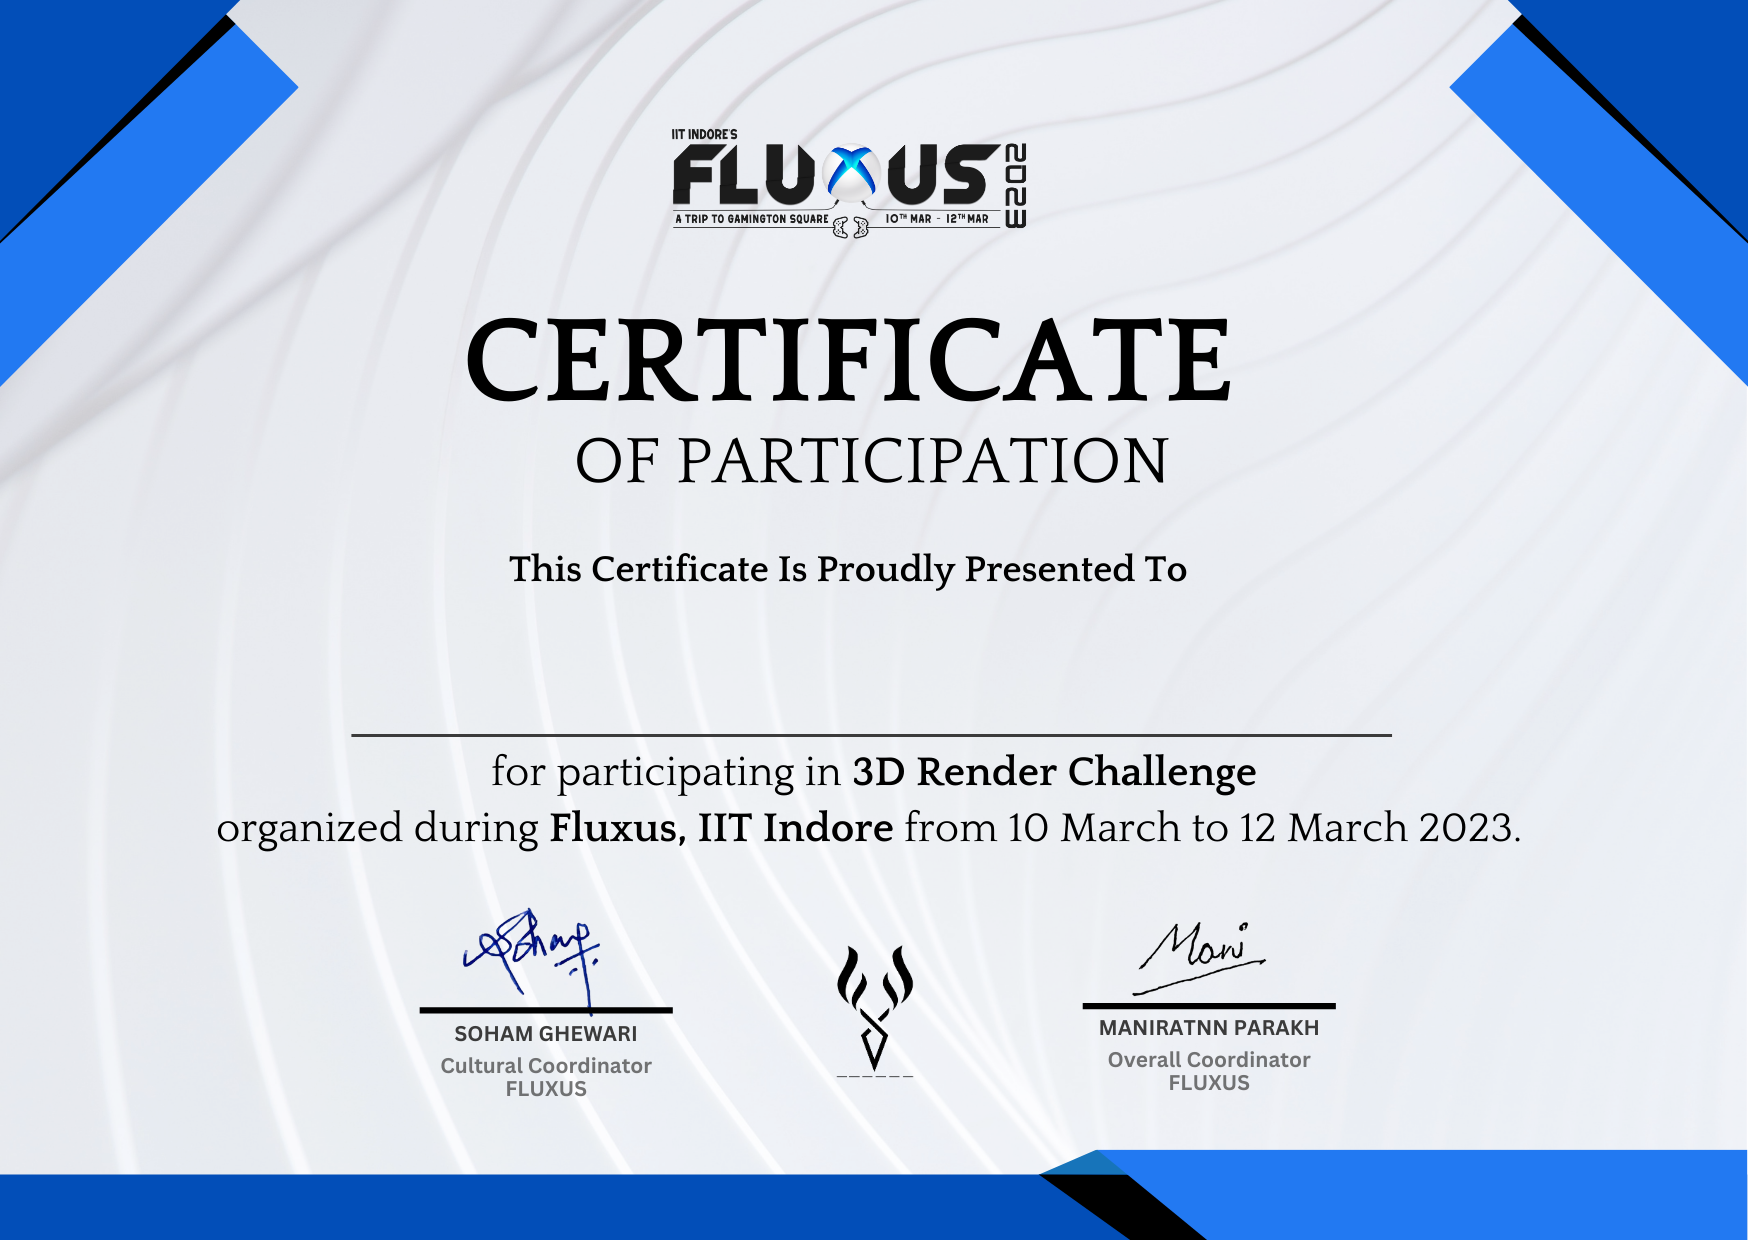 IIT INDORE'S
FLUXUS 2023
A TRIP TO GAMINGTON SQUARE 10TH MAR - 12TH MAR
CERTIFICATE
OF PARTICIPATION
This Certificate Is Proudly Presented To
for participating in 3D Render Challenge
organized during Fluxus, IIT Indore from 10 March to 12 March 2023.
Soham
Mani
SOHAM GHEWARI
Cultural Coordinator
FLUXUS
MANIRATNN PARAKH
Overall Coordinator
FLUXUS